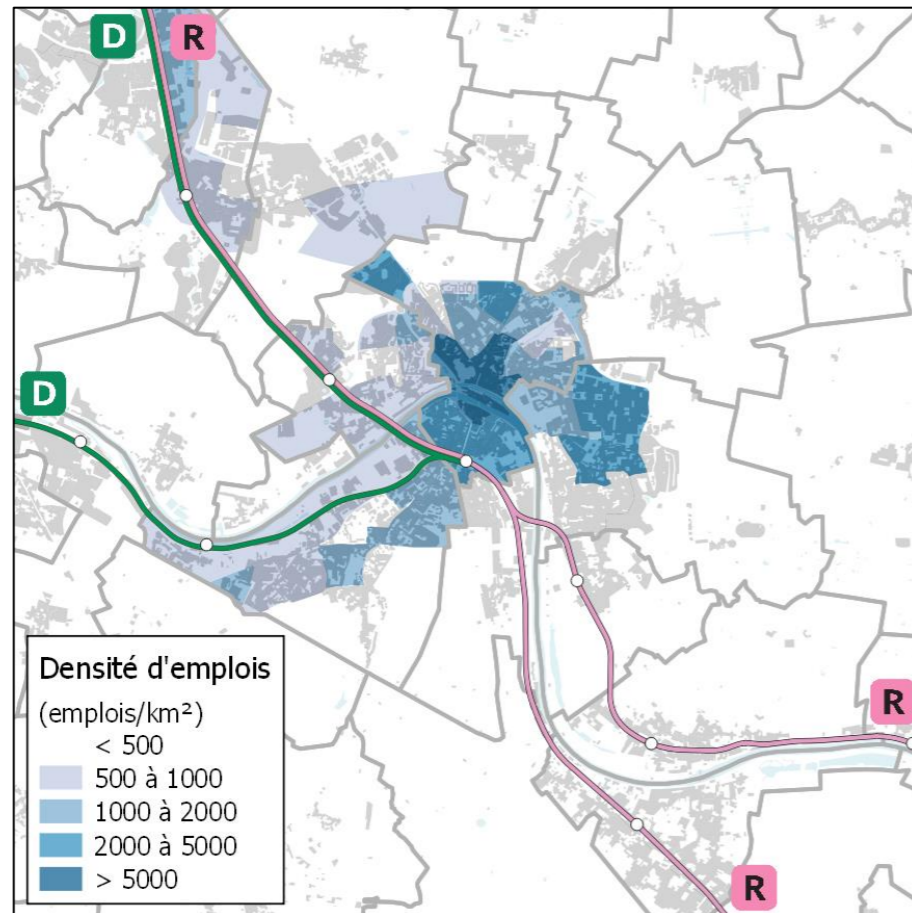 D
R
D
Densité d'emplois
(emplois/km²)
< 500
500 à 1000
1000 à 2000
2000 à 5000
> 5000
R
R